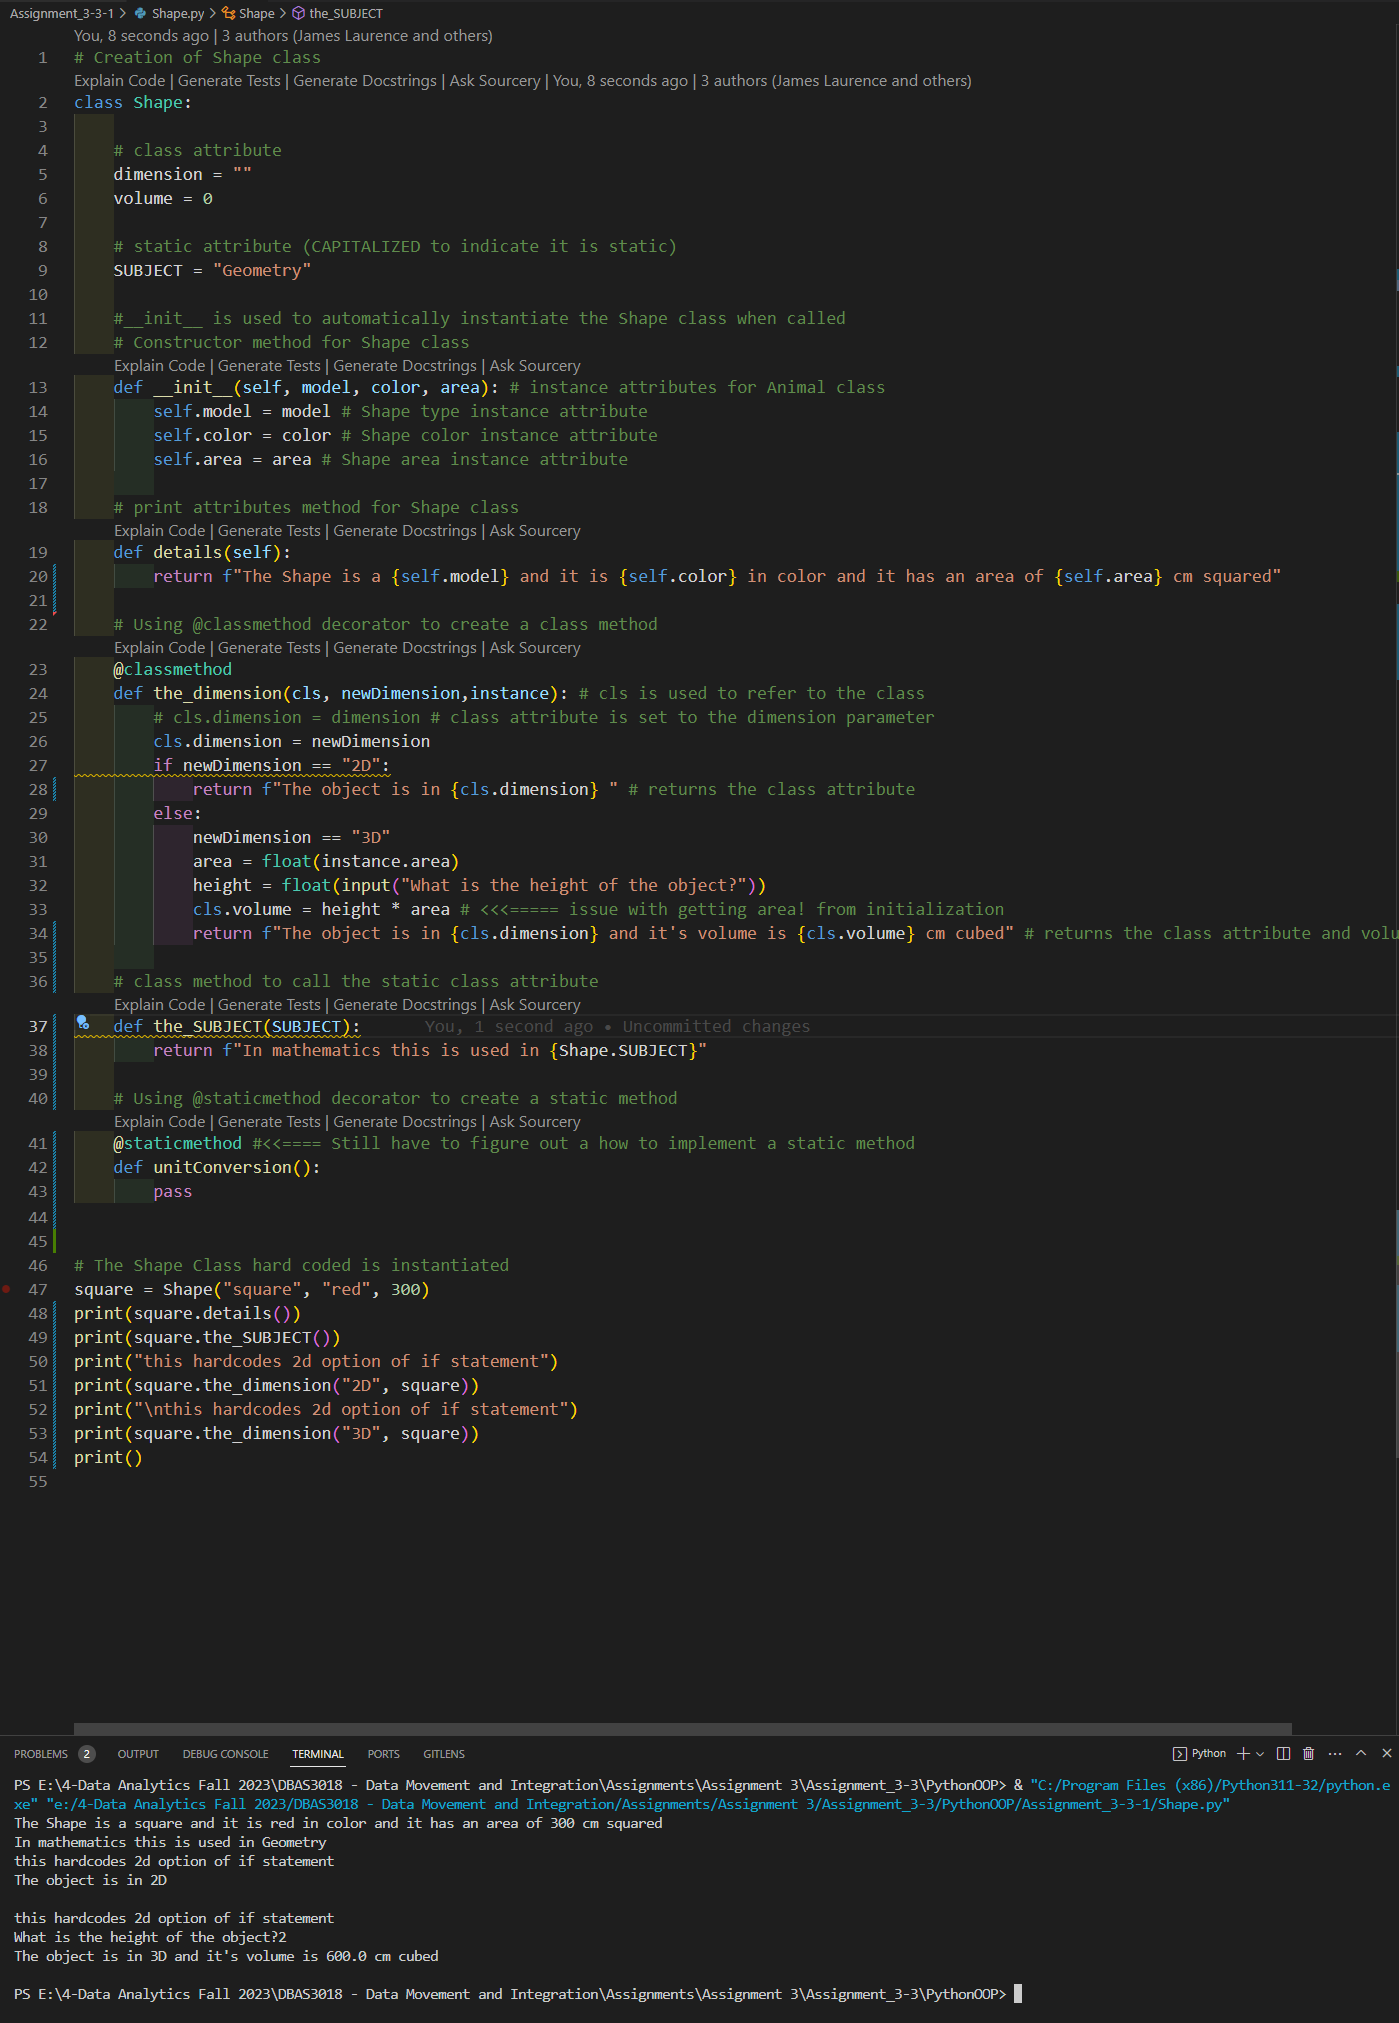 Assignment_3-3-1 > Shape.py > Shape > the_SUBJECT
You, 8 seconds ago | 3 authors (James Laurence and others)
1 # Creation of Shape class
Explain Code | Generate Tests | Generate Docstrings | Ask Sourcery | You, 8 seconds ago | 3 authors (James Laurence and others)
2 class Shape:
3
4     # class attribute
5     dimension = ""
6     volume = 0
7
8     # static attribute (CAPITALIZED to indicate it is static)
9     SUBJECT = "Geometry"
10
11     #__init__ is used to automatically instantiate the Shape class when called
12     # Constructor method for Shape class
Explain Code | Generate Tests | Generate Docstrings | Ask Sourcery
13     def __init__(self, model, color, area): # instance attributes for Animal class
14         self.model = model # Shape type instance attribute
15         self.color = color # Shape color instance attribute
16         self.area = area # Shape area instance attribute
17
18     # print attributes method for Shape class
Explain Code | Generate Tests | Generate Docstrings | Ask Sourcery
19     def details(self):
20         return f"The Shape is a {self.model} and it is {self.color} in color and it has an area of {self.area} cm squared"
21
22     # Using @classmethod decorator to create a class method
Explain Code | Generate Tests | Generate Docstrings | Ask Sourcery
23     @classmethod
24     def the_dimension(cls, newDimension,instance): # cls is used to refer to the class
25         # cls.dimension = dimension # class attribute is set to the dimension parameter
26         cls.dimension = newDimension
27         if newDimension == "2D":
28             return f"The object is in {cls.dimension} " # returns the class attribute
29         else:
30             newDimension == "3D"
31             area = float(instance.area)
32             height = float(input("What is the height of the object?"))
33             cls.volume = height * area # <<<===== issue with getting area! from initialization
34             return f"The object is in {cls.dimension} and it's volume is {cls.volume} cm cubed" # returns the class attribute and volu
35
36     # class method to call the static class attribute
Explain Code | Generate Tests | Generate Docstrings | Ask Sourcery
37     def the_SUBJECT(SUBJECT): You, 1 second ago • Uncommitted changes
38         return f"In mathematics this is used in {Shape.SUBJECT}"
39
40     # Using @staticmethod decorator to create a static method
Explain Code | Generate Tests | Generate Docstrings | Ask Sourcery
41     @staticmethod #<<==== Still have to figure out a how to implement a static method
42     def unitConversion():
43         pass
44
45
46 # The Shape Class hard coded is instantiated
47 square = Shape("square", "red", 300)
48 print(square.details())
49 print(square.the_SUBJECT())
50 print("this hardcodes 2d option of if statement")
51 print(square.the_dimension("2D", square))
52 print("\nthis hardcodes 2d option of if statement")
53 print(square.the_dimension("3D", square))
54 print()
55
PROBLEMS 2 OUTPUT DEBUG CONSOLE TERMINAL PORTS GITLENS Python
PS E:\4-Data Analytics Fall 2023\DBAS3018 - Data Movement and Integration\Assignments\Assignment 3\Assignment_3-3\PythonOOP> & "C:/Program Files (x86)/Python311-32/python.e
xe" "e:/4-Data Analytics Fall 2023/DBAS3018 - Data Movement and Integration/Assignments/Assignment 3/Assignment_3-3/PythonOOP/Assignment_3-3-1/Shape.py"
The Shape is a square and it is red in color and it has an area of 300 cm squared
In mathematics this is used in Geometry
this hardcodes 2d option of if statement
The object is in 2D
this hardcodes 2d option of if statement
What is the height of the object?2
The object is in 3D and it's volume is 600.0 cm cubed
PS E:\4-Data Analytics Fall 2023\DBAS3018 - Data Movement and Integration\Assignments\Assignment 3\Assignment_3-3\PythonOOP>